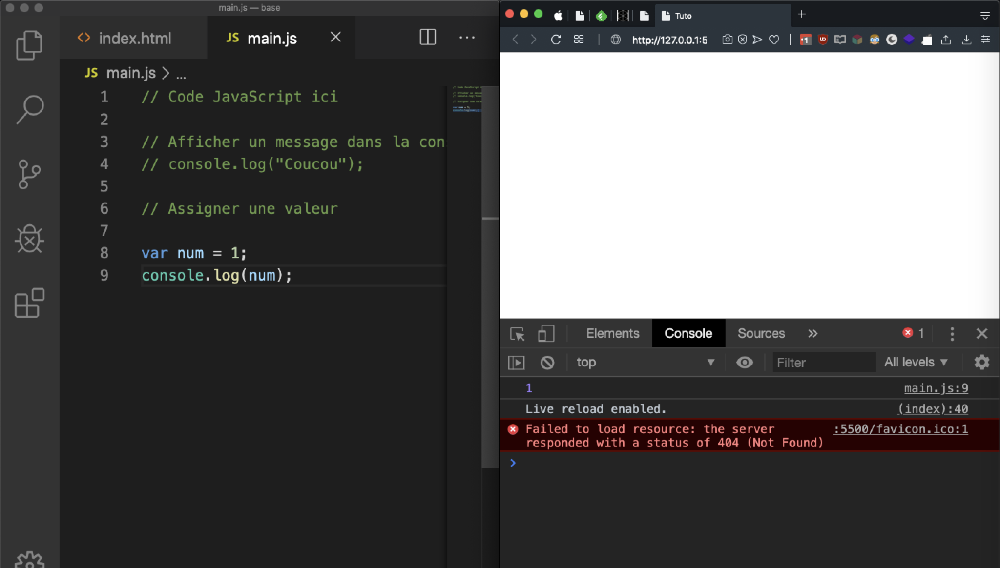 main.js — base
index.html
JS main.js
JS main.js > ...
1 // Code JavaScript ici
2
3 // Afficher un message dans la con
4 // console.log("Coucou");
5
6 // Assigner une valeur
7
8 var num = 1;
9 console.log(num);
Tuto
http://127.0.0.1:5
Elements Console Sources 1
top Filter All levels
1 main.js:9
Live reload enabled. (index):40
Failed to load resource: the server :5500/favicon.ico:1
responded with a status of 404 (Not Found)